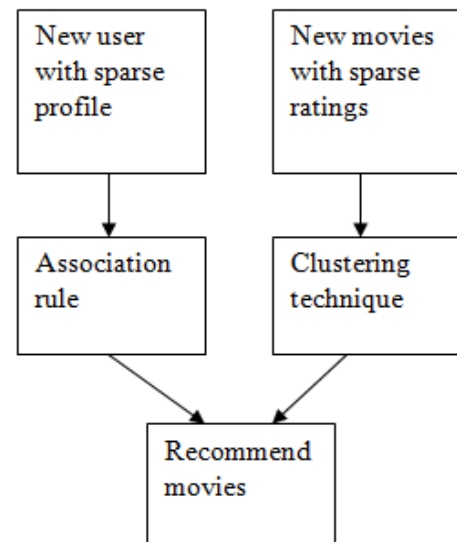 New user
with sparse
profile
New movies
with sparse
ratings
Association
rule
Clustering
technique
Recommend
movies